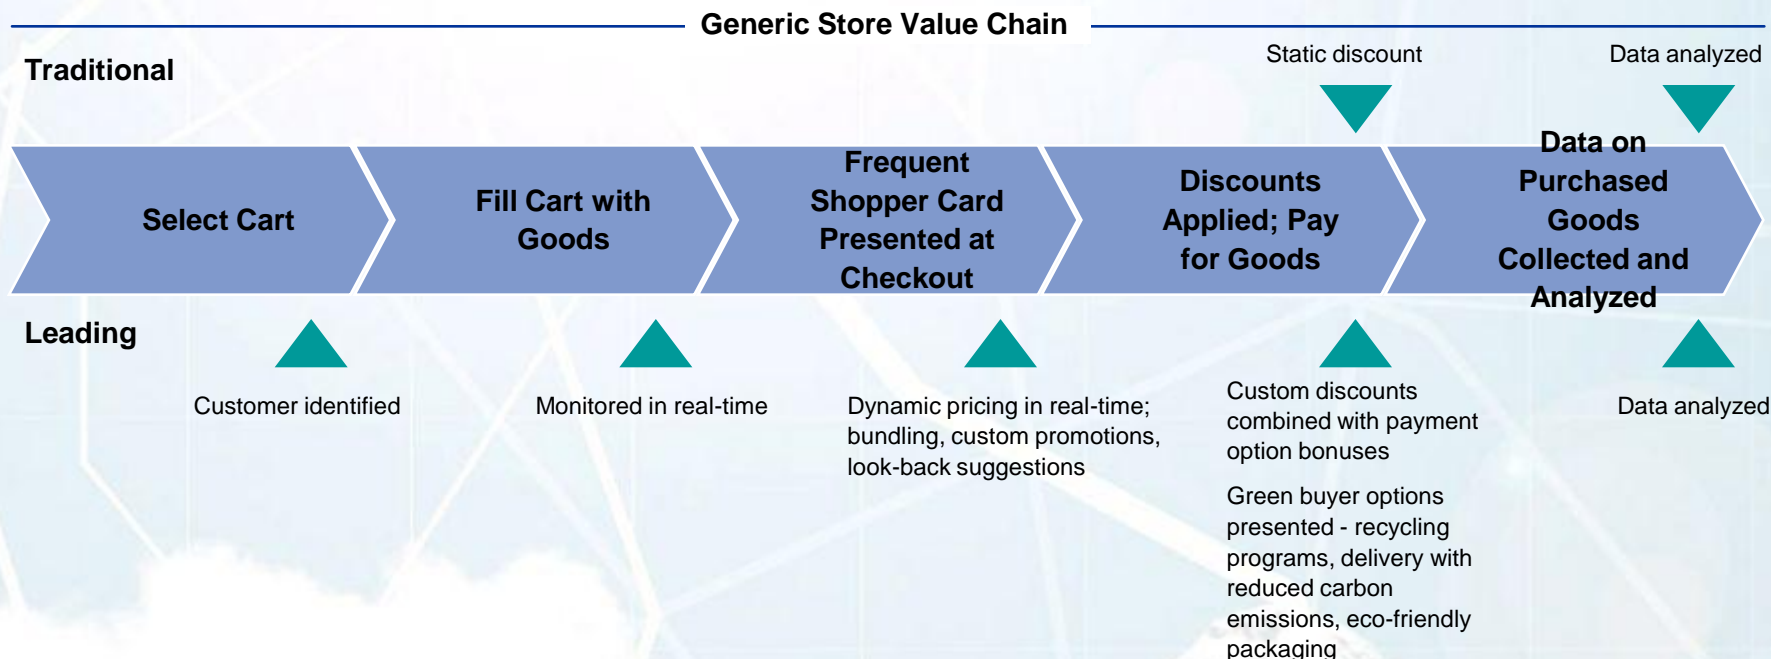 Generic Store Value Chain
Traditional
Static discount
Data analyzed
Select Cart
Fill Cart with
Goods
Frequent
Shopper Card
Presented at
Checkout
Discounts
Applied; Pay
for Goods
Data on
Purchased
Goods
Collected and
Analyzed
Leading
Customer identified
Monitored in real-time
Dynamic pricing in real-time;
bundling, custom promotions,
look-back suggestions
Custom discounts
combined with payment
option bonuses
Green buyer options
presented - recycling
programs, delivery with
reduced carbon
emissions, eco-friendly
packaging
Data analyzed